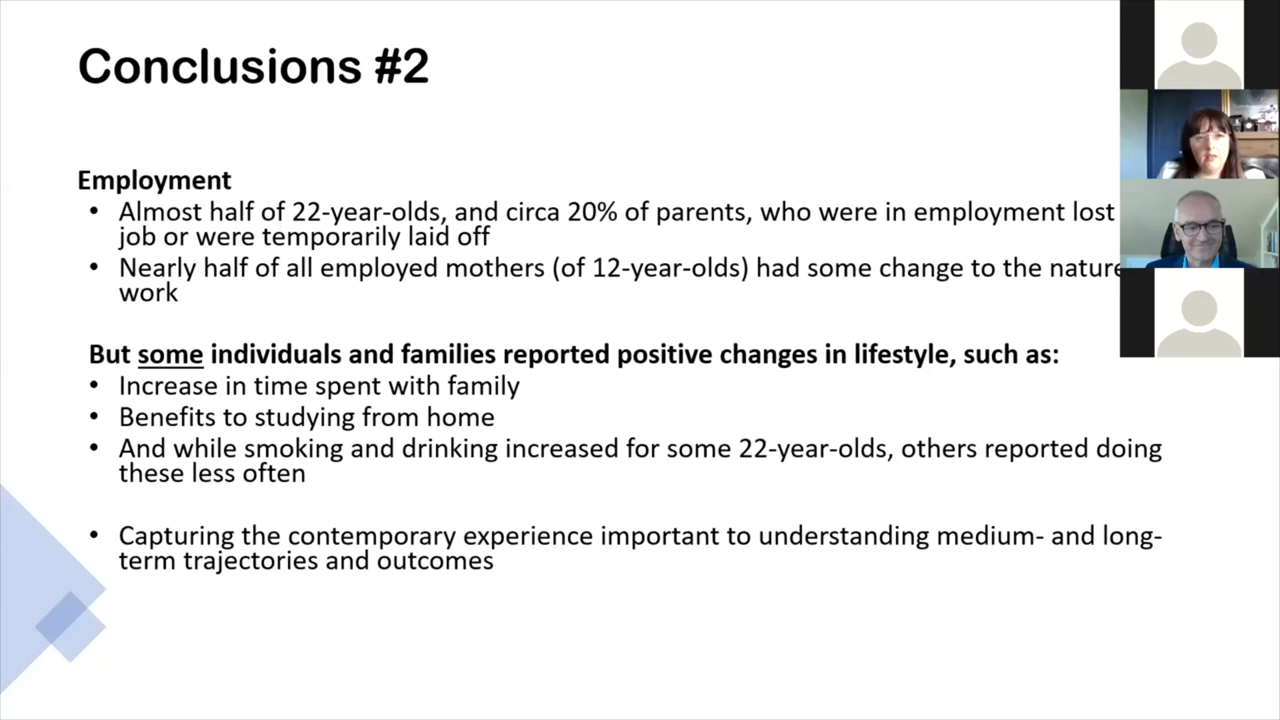 Conclusions #2
Employment
• Almost half of 22-year-olds, and circa 20% of parents, who were in employment lost
job or were temporarily laid off
• Nearly half of all employed mothers (of 12-year-olds) had some change to the nature
work
But some individuals and families reported positive changes in lifestyle, such as:
• Increase in time spent with family
• Benefits to studying from home
• And while smoking and drinking increased for some 22-year-olds, others reported doing
these less often
• Capturing the contemporary experience important to understanding medium- and long-
term trajectories and outcomes